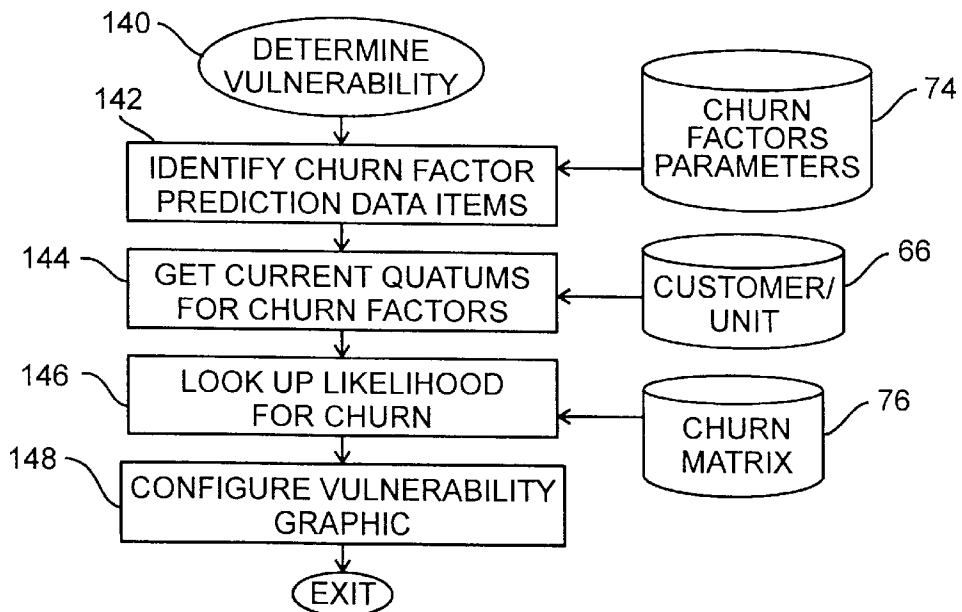 140
DETERMINE
VULNERABILITY
CHURN
FACTORS
PARAMETERS
74
142
IDENTIFY CHURN FACTOR
PREDICTION DATA ITEMS
144
GET CURRENT QUATUMS
FOR CHURN FACTORS
CUSTOMER/
UNIT
66
146
LOOK UP LIKELIHOOD
FOR CHURN
CHURN
MATRIX
76
148
CONFIGURE VULNERABILITY
GRAPHIC
EXIT